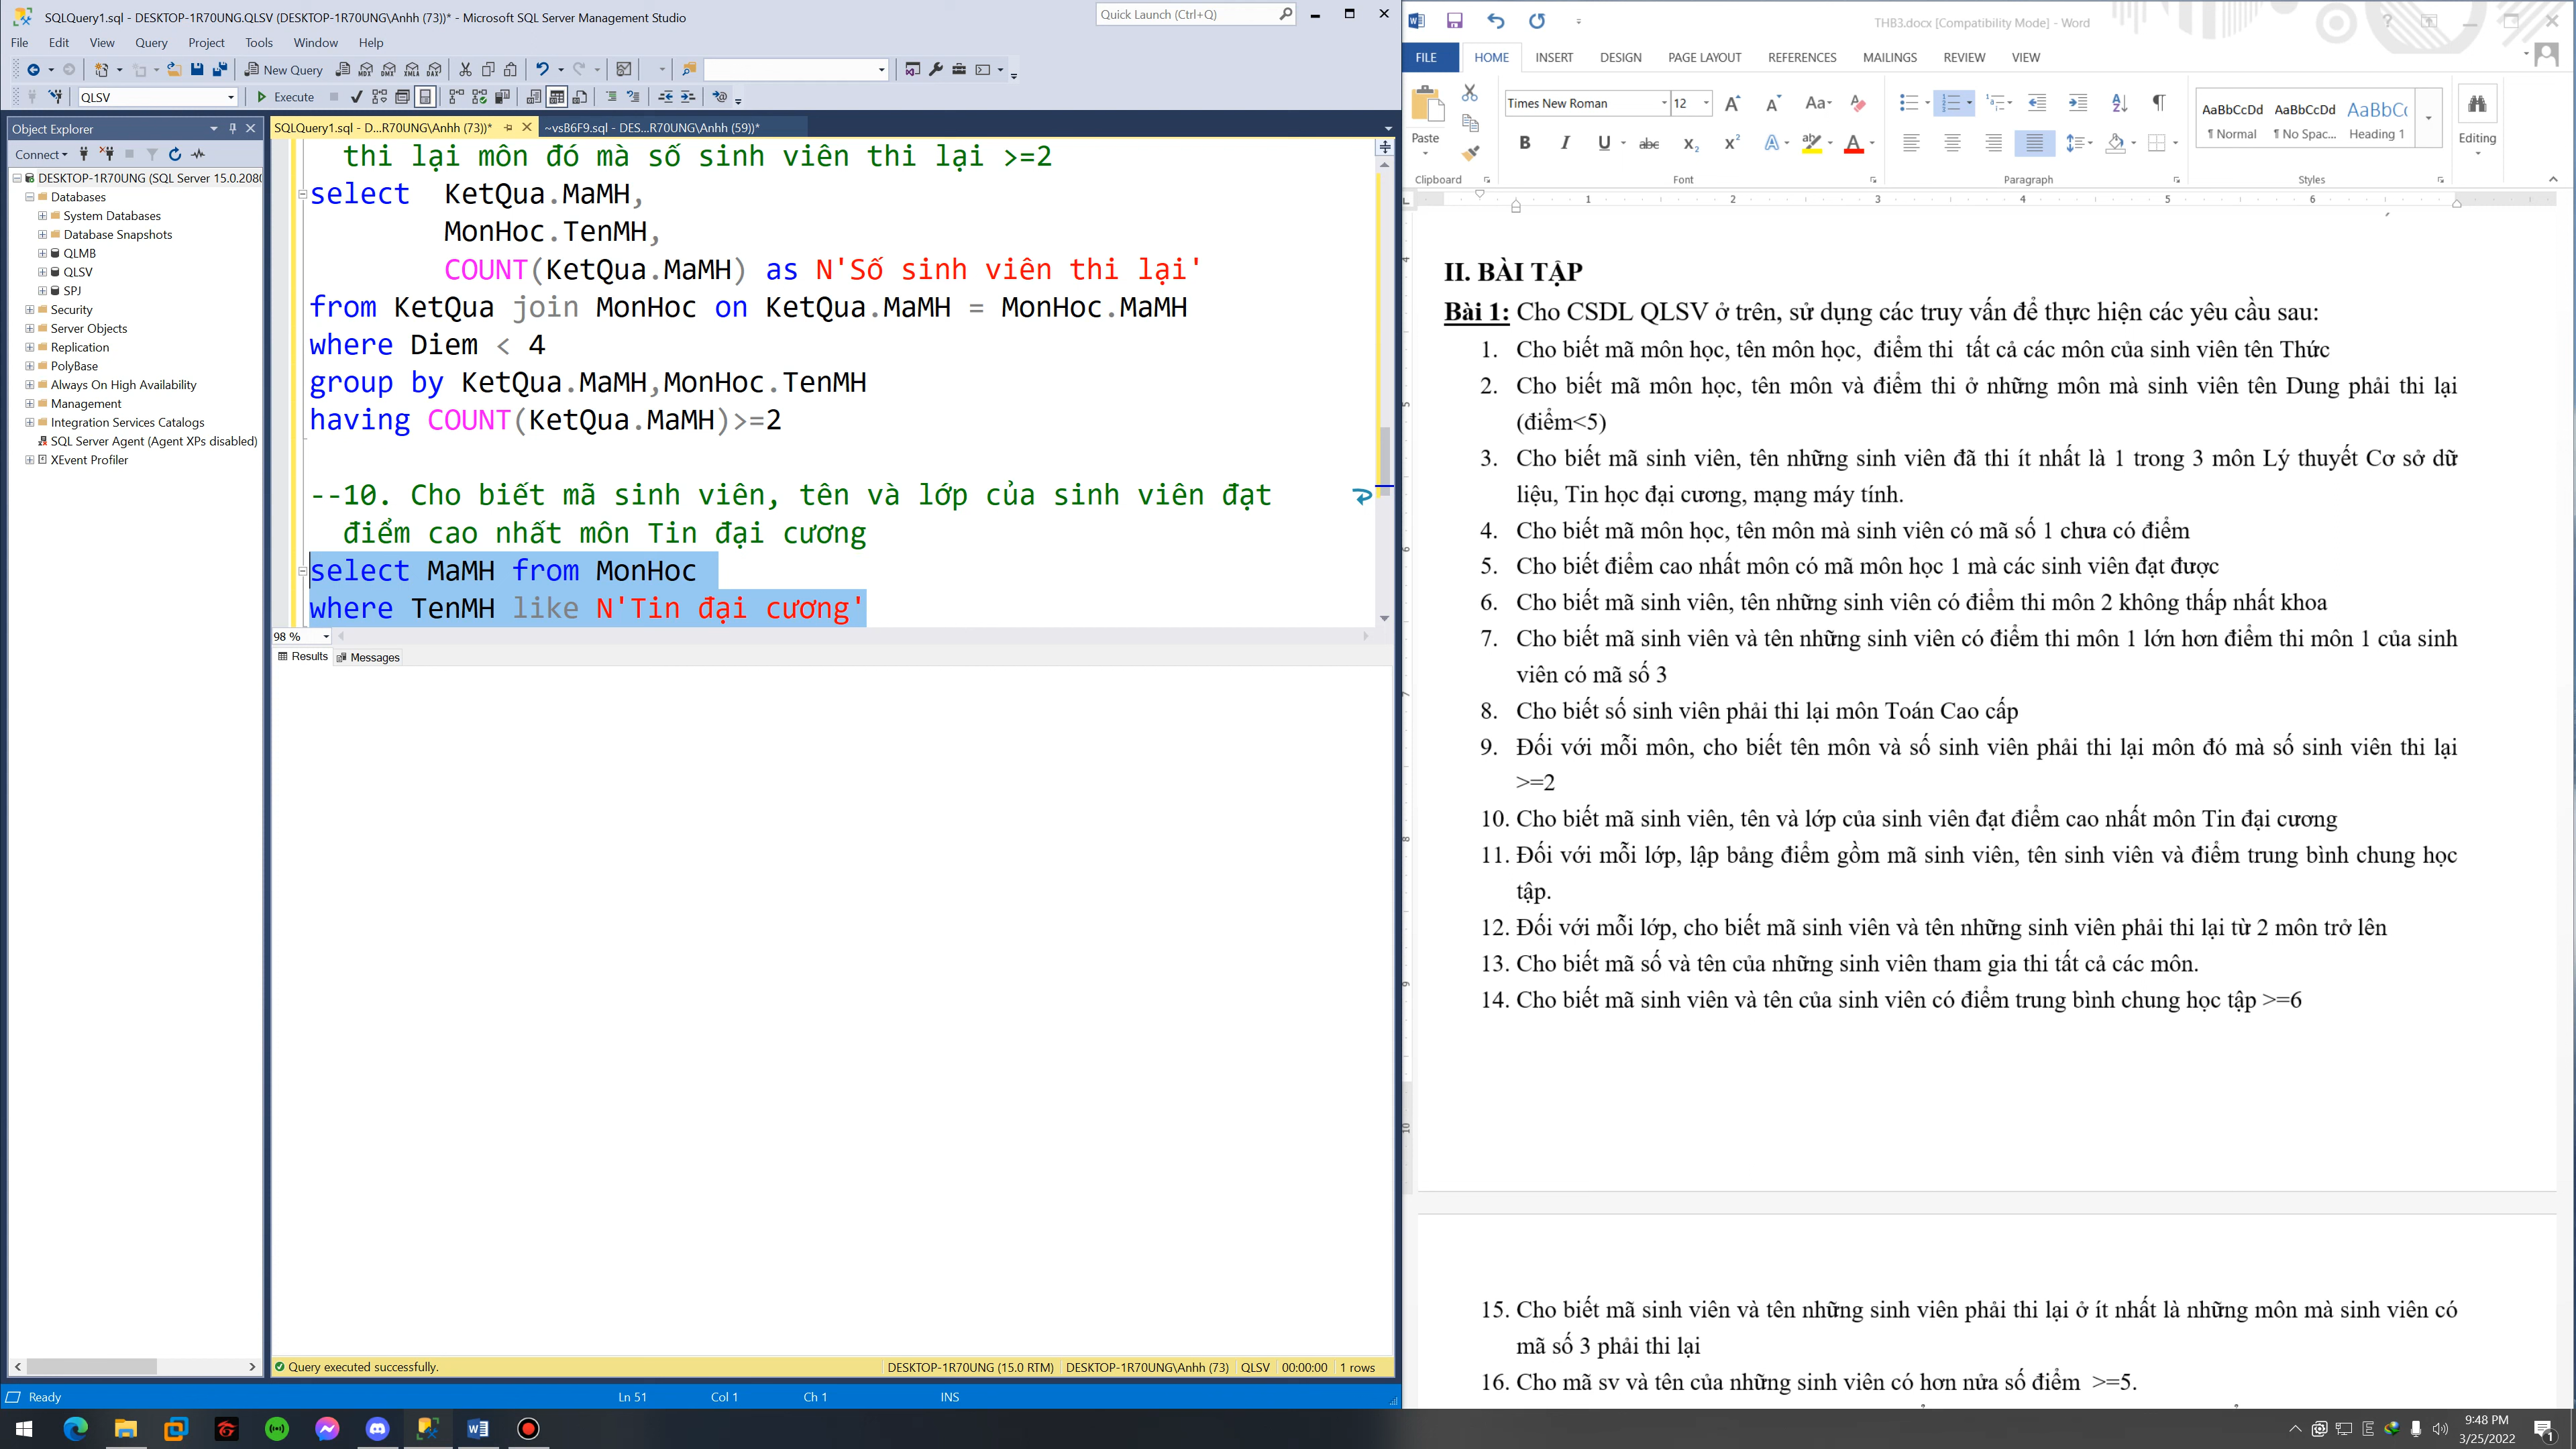 SQLQuery1.sql - DESKTOP-1R70UNG.QLSV (DESKTOP-1R70UNG\Anhh (73))* - Microsoft SQL Server Management Studio
Quick Launch (Ctrl+Q)
File Edit View Query Project Tools Window Help
New Query
QLSV
Execute
Object Explorer
Connect
DESKTOP-1R70UNG (SQL Server 15.0.2080
Databases
System Databases
Database Snapshots
QLMB
QLSV
SPJ
Security
Server Objects
Replication
PolyBase
Always On High Availability
Management
Integration Services Catalogs
SQL Server Agent (Agent XPs disabled)
XEvent Profiler
SQLQuery1.sql - D...R70UNG\Anhh (73))*
~vsB6F9.sql - DES...R70UNG\Anhh (59))*
thi lại môn đó mà số sinh viên thi lại >=2
select KetQua.MaMH,
MonHoc.TenMH,
COUNT(KetQua.MaMH) as N'Số sinh viên thi lại'
from KetQua join MonHoc on KetQua.MaMH = MonHoc.MaMH
where Diem < 4
group by KetQua.MaMH,MonHoc.TenMH
having COUNT(KetQua.MaMH)>=2
--10. Cho biết mã sinh viên, tên và lớp của sinh viên đạt
điểm cao nhất môn Tin đại cương
select MaMH from MonHoc
where TenMH like N'Tin đại cương'
98 %
Results Messages
Query executed successfully.
DESKTOP-1R70UNG (15.0 RTM) DESKTOP-1R70UNG\Anhh (73) QLSV 00:00:00 1 rows
Ready Ln 51 Col 1 Ch 1 INS
THB3.docx [Compatibility Mode] - Word
FILE HOME INSERT DESIGN PAGE LAYOUT REFERENCES MAILINGS REVIEW VIEW
Paste
Times New Roman 12
AaBbCcDd AaBbCcDd AaBbC(
¶ Normal ¶ No Spac... Heading 1
Editing
Clipboard Font Paragraph Styles
1 2 3 4 5 6
II. BÀI TẬP
Bài 1: Cho CSDL QLSV ở trên, sử dụng các truy vấn để thực hiện các yêu cầu sau:
1. Cho biết mã môn học, tên môn học, điểm thi tất cả các môn của sinh viên tên Thức
2. Cho biết mã môn học, tên môn và điểm thi ở những môn mà sinh viên tên Dung phải thi lại
(điểm<5)
3. Cho biết mã sinh viên, tên những sinh viên đã thi ít nhất là 1 trong 3 môn Lý thuyết Cơ sở dữ
liệu, Tin học đại cương, mạng máy tính.
4. Cho biết mã môn học, tên môn mà sinh viên có mã số 1 chưa có điểm
5. Cho biết điểm cao nhất môn có mã môn học 1 mà các sinh viên đạt được
6. Cho biết mã sinh viên, tên những sinh viên có điểm thi môn 2 không thấp nhất khoa
7. Cho biết mã sinh viên và tên những sinh viên có điểm thi môn 1 lớn hơn điểm thi môn 1 của sinh
viên có mã số 3
8. Cho biết số sinh viên phải thi lại môn Toán Cao cấp
9. Đối với mỗi môn, cho biết tên môn và số sinh viên phải thi lại môn đó mà số sinh viên thi lại
>=2
10. Cho biết mã sinh viên, tên và lớp của sinh viên đạt điểm cao nhất môn Tin đại cương
11. Đối với mỗi lớp, lập bảng điểm gồm mã sinh viên, tên sinh viên và điểm trung bình chung học
tập.
12. Đối với mỗi lớp, cho biết mã sinh viên và tên những sinh viên phải thi lại từ 2 môn trở lên
13. Cho biết mã số và tên của những sinh viên tham gia thi tất cả các môn.
14. Cho biết mã sinh viên và tên của sinh viên có điểm trung bình chung học tập >=6
15. Cho biết mã sinh viên và tên những sinh viên phải thi lại ở ít nhất là những môn mà sinh viên có
mã số 3 phải thi lại
16. Cho mã sv và tên của những sinh viên có hơn nửa số điểm >=5.
9:48 PM
3/25/2022